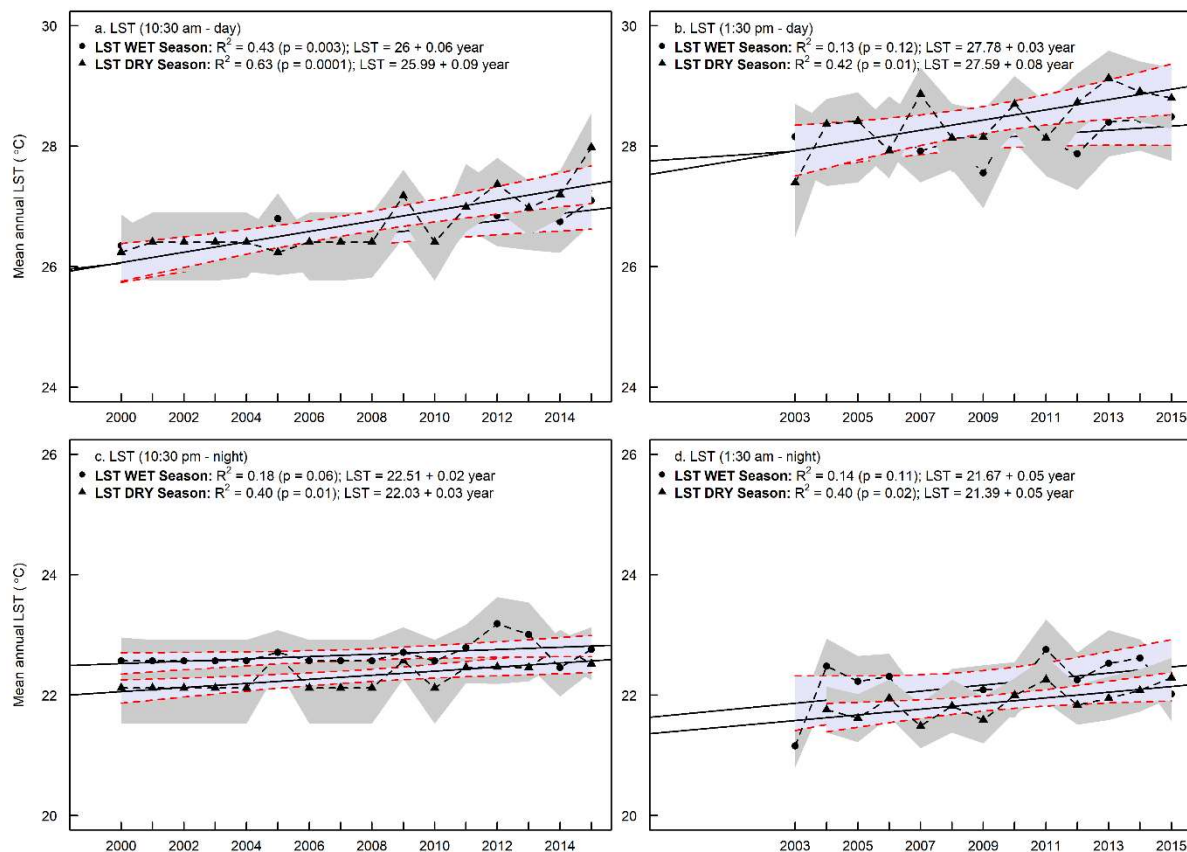 a. LST (10:30 am - day)
LST WET Season: R² = 0.43 (p = 0.003); LST = 26 + 0.06 year
LST DRY Season: R² = 0.63 (p = 0.0001); LST = 25.99 + 0.09 year
Mean annual LST (°C)
30
28
26
24
2000 2002 2004 2006 2008 2010 2012 2014
b. LST (1:30 pm - day)
LST WET Season: R² = 0.13 (p = 0.12); LST = 27.78 + 0.03 year
LST DRY Season: R² = 0.42 (p = 0.01); LST = 27.59 + 0.08 year
30
28
26
24
2003 2005 2007 2009 2011 2013 2015
c. LST (10:30 pm - night)
LST WET Season: R² = 0.18 (p = 0.06); LST = 22.51 + 0.02 year
LST DRY Season: R² = 0.40 (p = 0.01); LST = 22.03 + 0.03 year
Mean annual LST (°C)
26
24
22
20
2000 2002 2004 2006 2008 2010 2012 2014
d. LST (1:30 am - night)
LST WET Season: R² = 0.14 (p = 0.11); LST = 21.67 + 0.05 year
LST DRY Season: R² = 0.40 (p = 0.02); LST = 21.39 + 0.05 year
26
24
22
20
2003 2005 2007 2009 2011 2013 2015